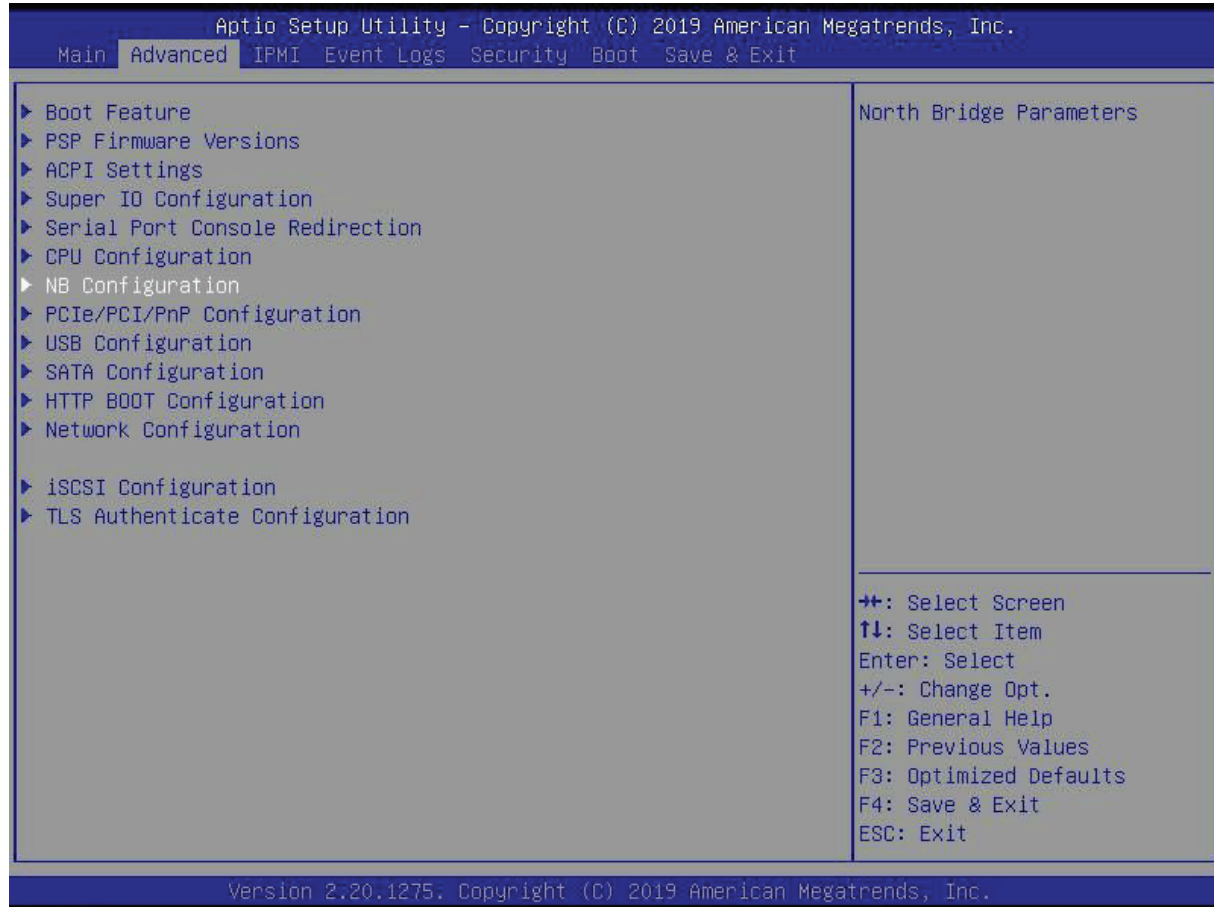 Aptio Setup Utility – Copyright (C) 2019 American Megatrends, Inc.
Main Advanced IPMI Event Logs Security Boot Save & Exit
▶ Boot Feature
▶ PSP Firmware Versions
▶ ACPI Settings
▶ Super IO Configuration
▶ Serial Port Console Redirection
▶ CPU Configuration
▶ NB Configuration
▶ PCIe/PCI/PnP Configuration
▶ USB Configuration
▶ SATA Configuration
▶ HTTP BOOT Configuration
▶ Network Configuration
▶ iSCSI Configuration
▶ TLS Authenticate Configuration
North Bridge Parameters
→←: Select Screen
↑↓: Select Item
Enter: Select
+/-: Change Opt.
F1: General Help
F2: Previous Values
F3: Optimized Defaults
F4: Save & Exit
ESC: Exit
Version 2.20.1275. Copyright (C) 2019 American Megatrends, Inc.